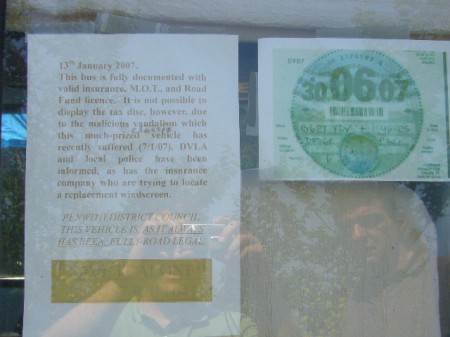 13th January 2007.
This bus is fully documented with
valid insurance, M.O.T., and Road
Fund licence. It is not possible to
display the tax disc, however, due
to the malicious vandalism which
this much-prized classic vehicle has
recently suffered (7/1/07). DVLA
and local police have been
informed, as has the insurance
company who are trying to locate
a replacement windscreen.
PENWITH DISTRICT COUNCIL,
THIS VEHICLE IS, AS IT ALWAYS
HAS BEEN, FULLY ROAD LEGAL
30 06 07